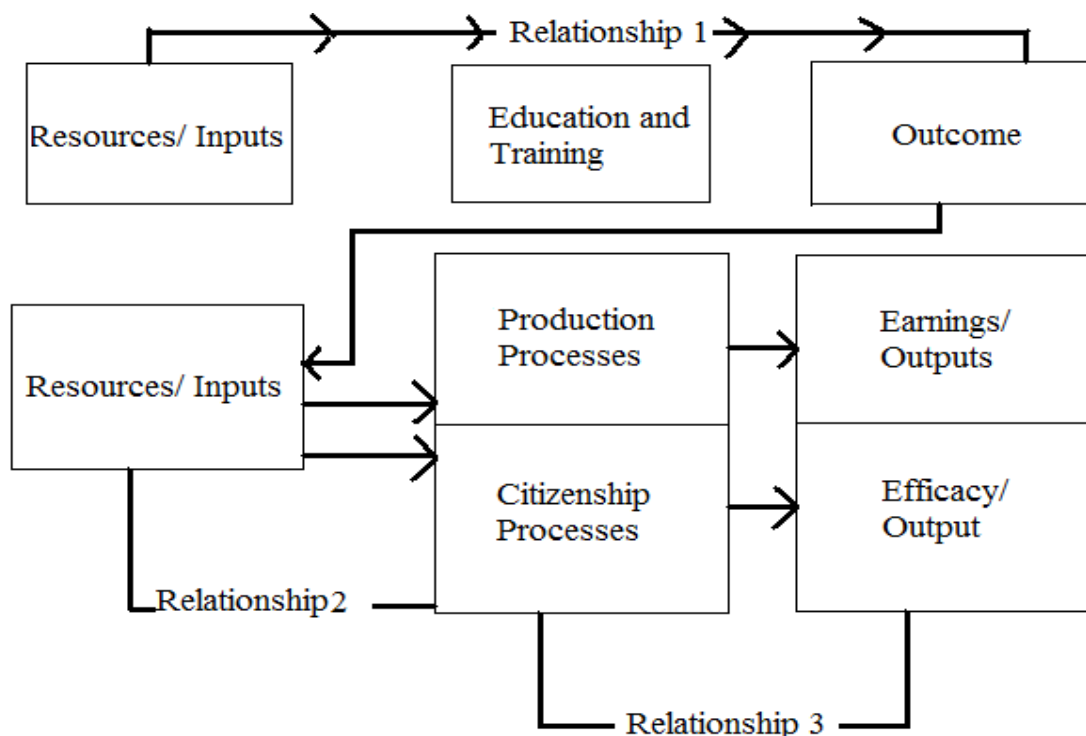 Relationship 1
Resources/ Inputs
Education and
Training
Outcome
Resources/ Inputs
Production
Processes
Earnings/
Outputs
Citizenship
Processes
Efficacy/
Output
Relationship2
Relationship 3